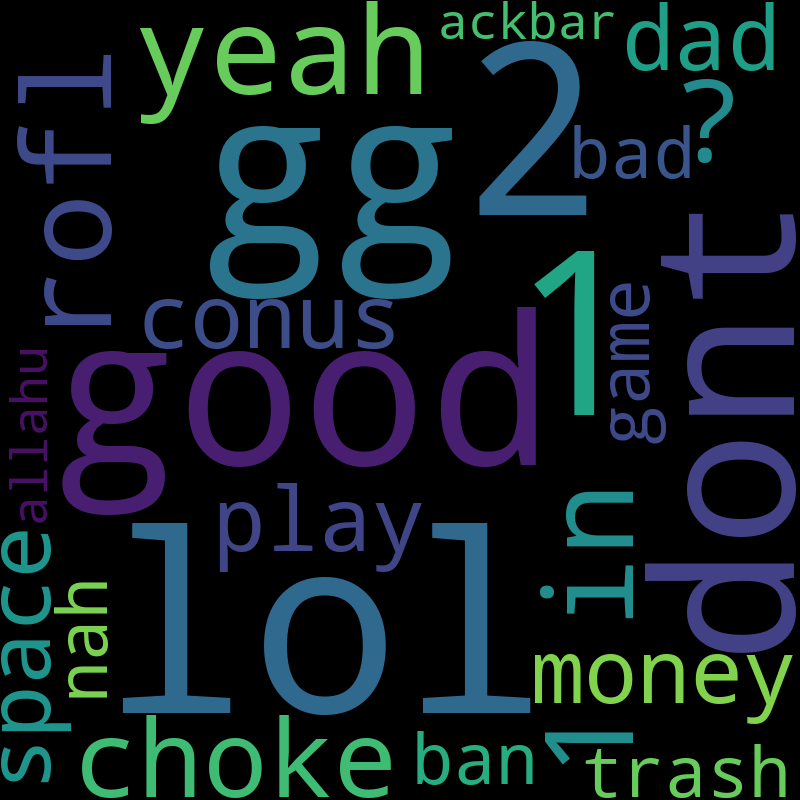 ackbar
yeah
dad
2
?
gg
bad
rofl
1
dont
conus
game
good
allahu
play
in
lol
space
nah
money
choke
ban
1
trash